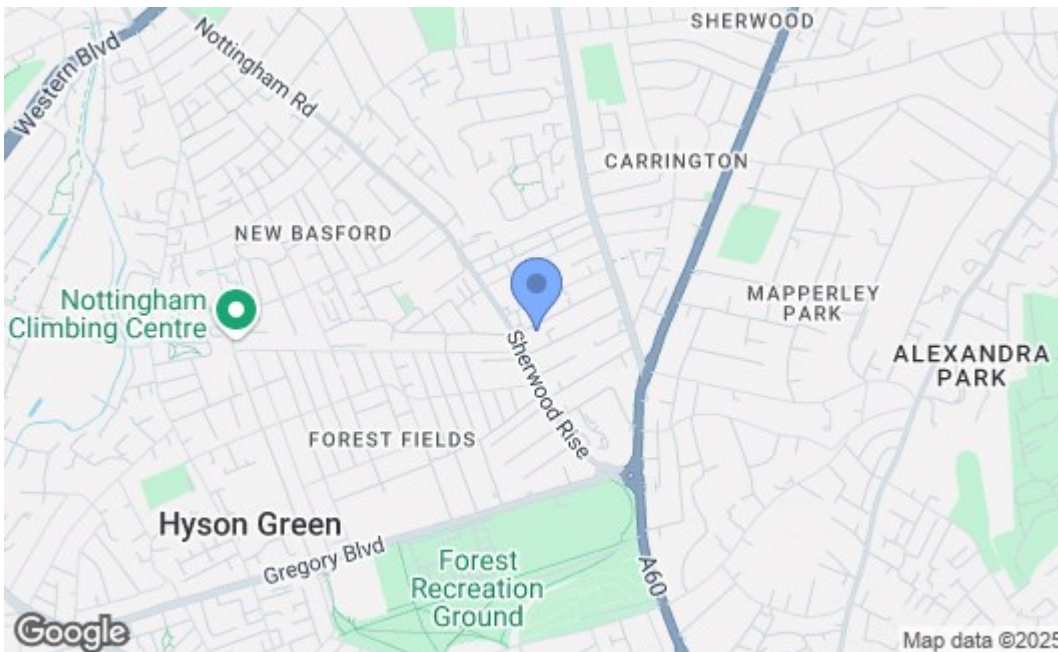 SHERWOOD
Western Blvd
Nottingham Rd
CARRINGTON
NEW BASFORD
Nottingham
Climbing Centre
MAPPERLEY
PARK
Sherwood Rise
ALEXANDRA
PARK
FOREST FIELDS
Hyson Green
Gregory Blvd
Forest
Recreation
Ground
A60
Google
Map data ©2025